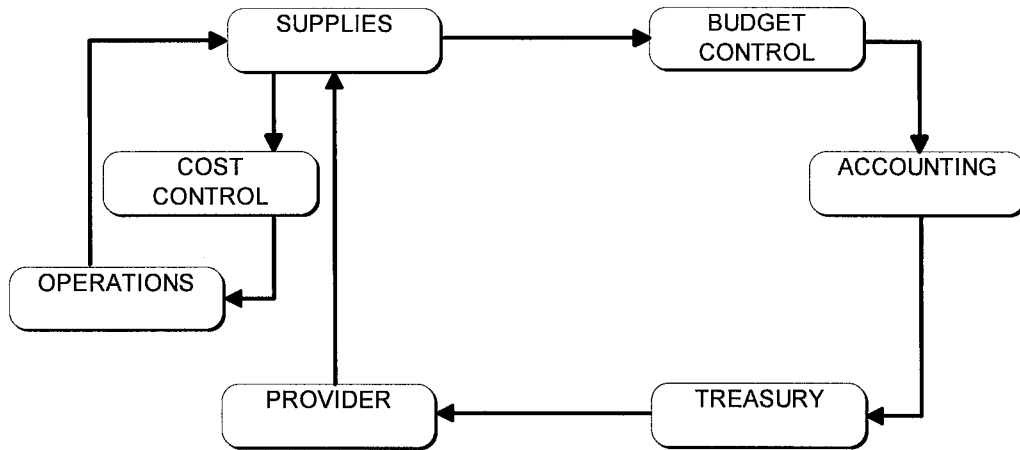 SUPPLIES
BUDGET
CONTROL
COST
CONTROL
ACCOUNTING
OPERATIONS
PROVIDER
TREASURY